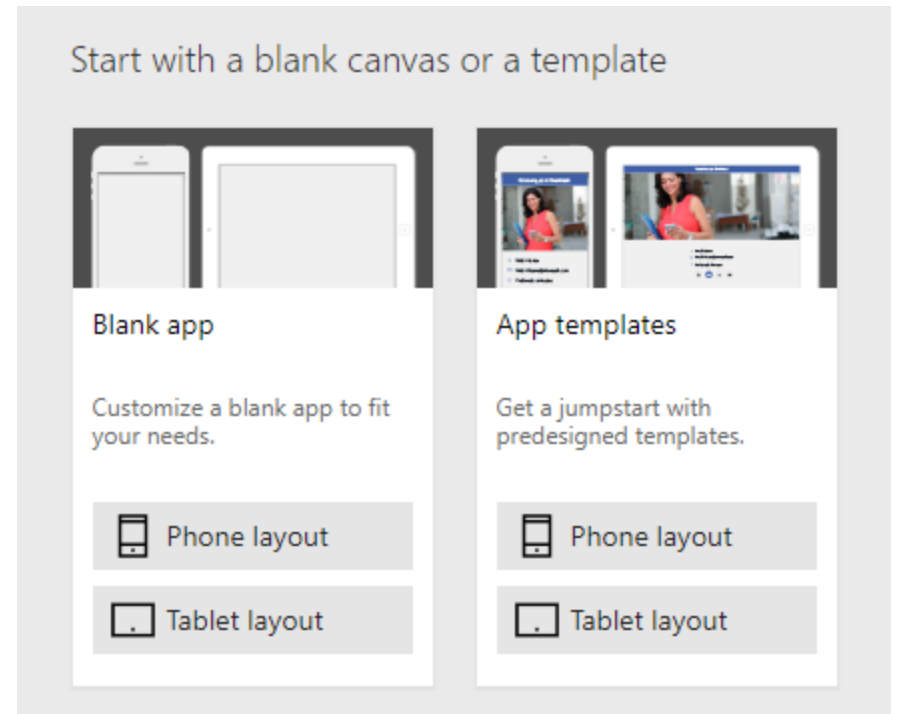 Start with a blank canvas or a template
Blank app
Customize a blank app to fit
your needs.
Phone layout
Tablet layout
App templates
Get a jumpstart with
predesigned templates.
Phone layout
Tablet layout